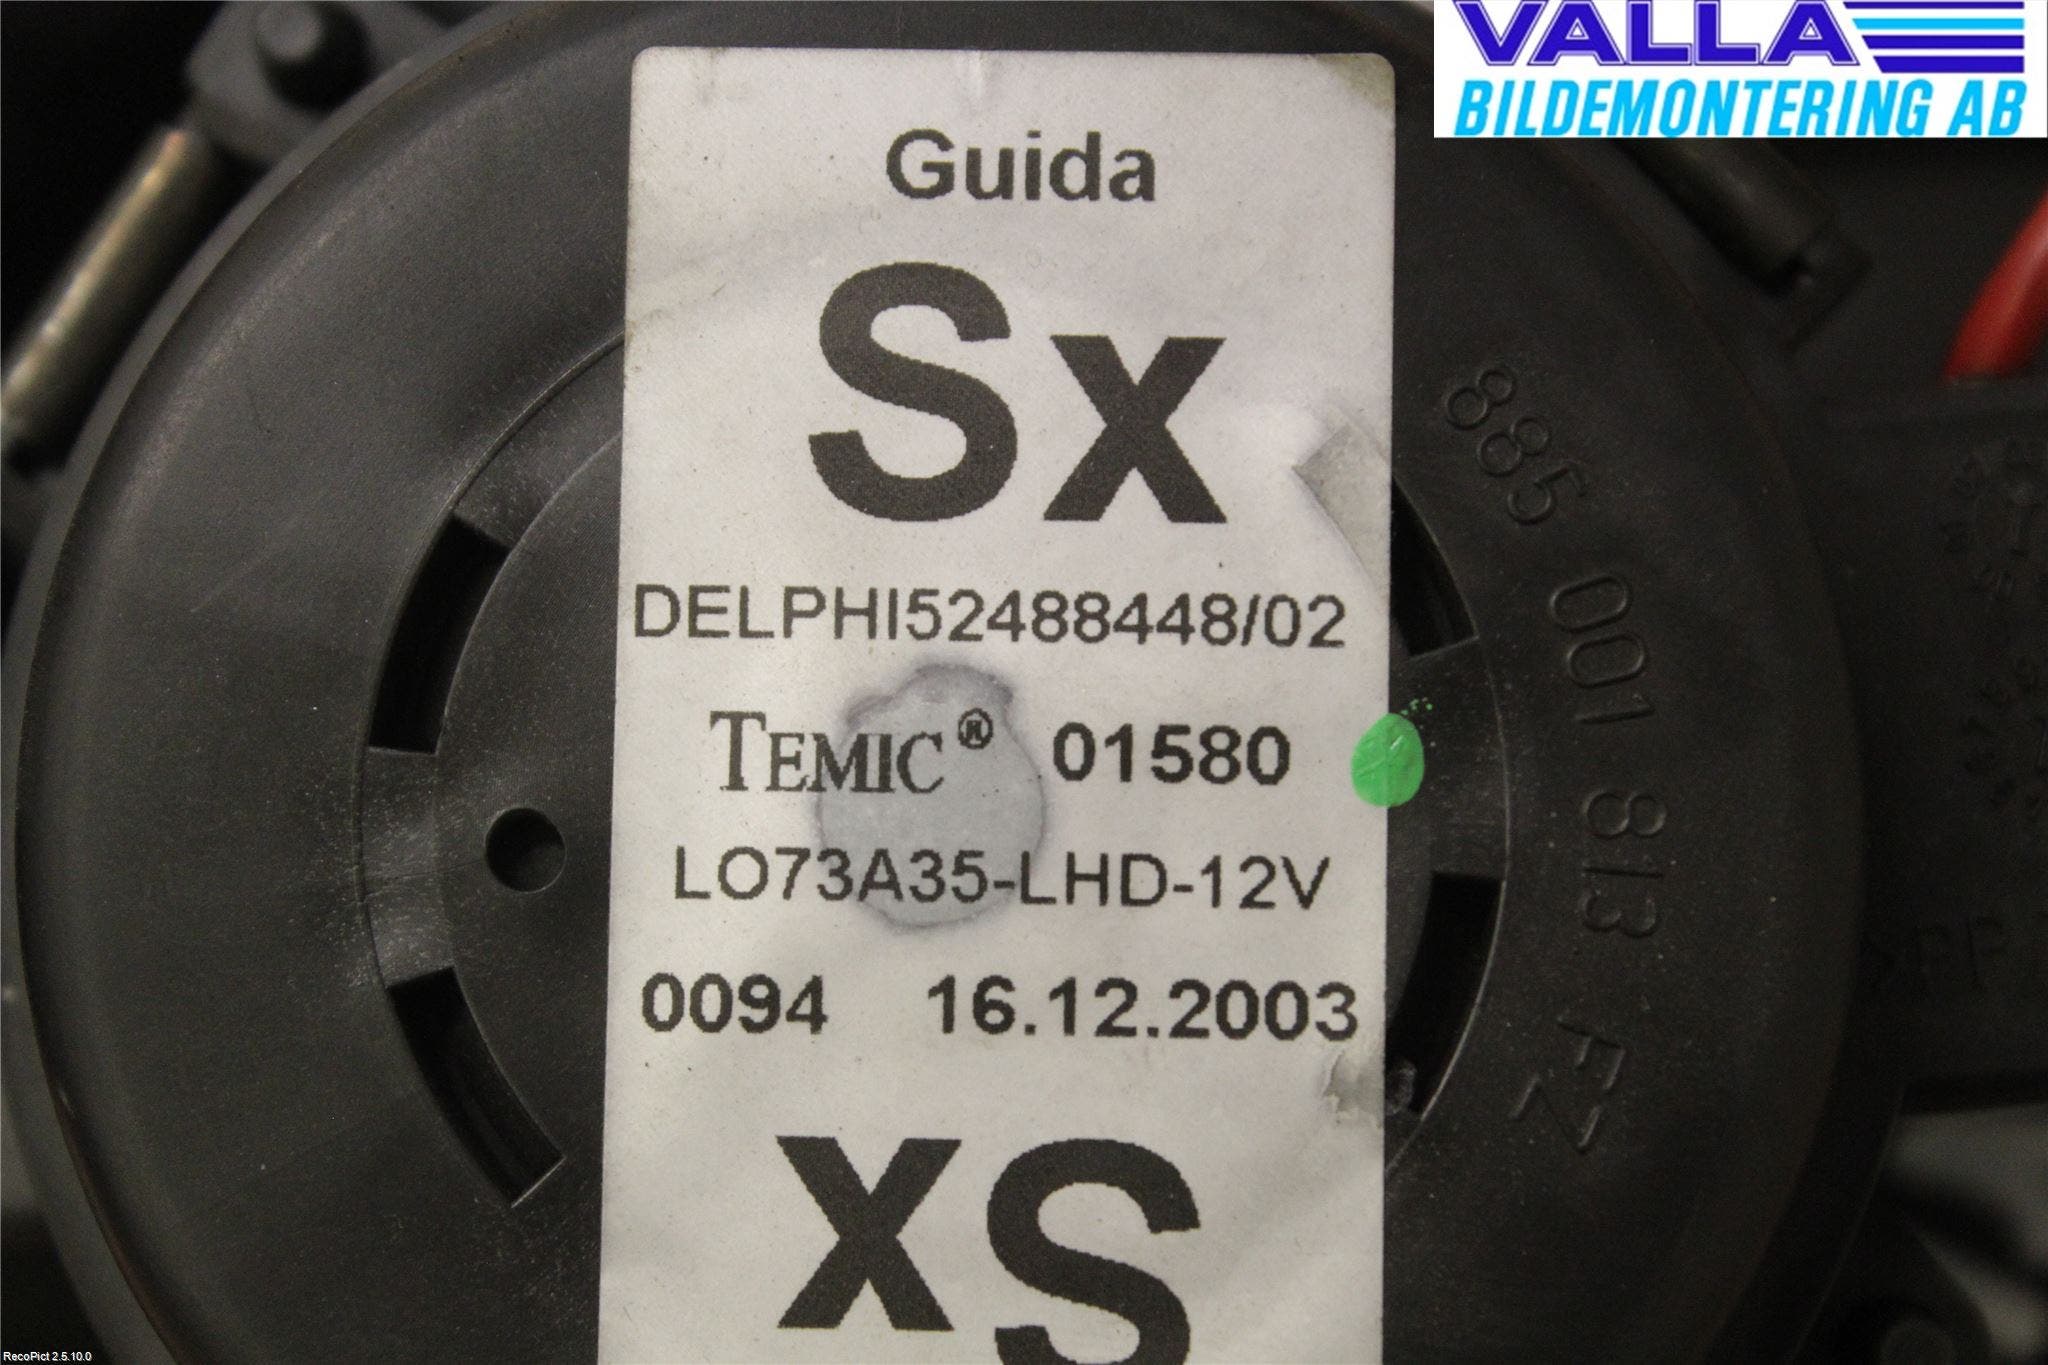 VALLA
BILDEMONTERING AB
Guida
Sx
DELPHI52488448/02
TEMIC® 01580
LO73A35-LHD-12V
0094 16.12.2003
xS
885 001 813 FZ
RecoPict 2.5.10.0